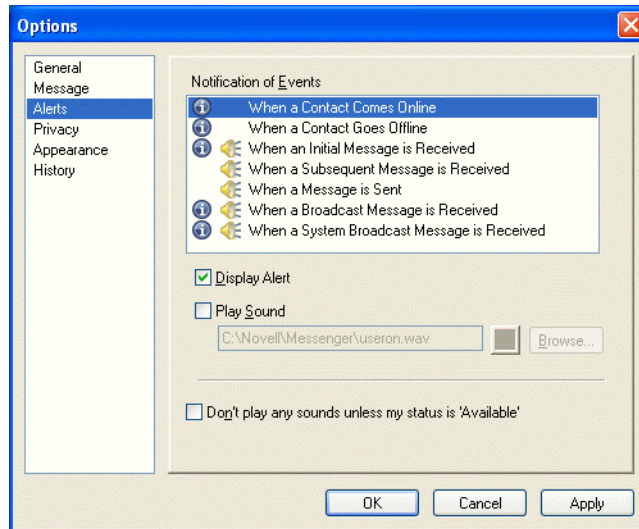 Options
General
Message
Alerts
Privacy
Appearance
History
Notification of Events
When a Contact Comes Online
When a Contact Goes Offline
When an Initial Message is Received
When a Subsequent Message is Received
When a Message is Sent
When a Broadcast Message is Received
When a System Broadcast Message is Received
Display Alert
Play Sound
C:\Novell\Messenger\useron.wav
Browse...
Don't play any sounds unless my status is 'Available'
OK
Cancel
Apply